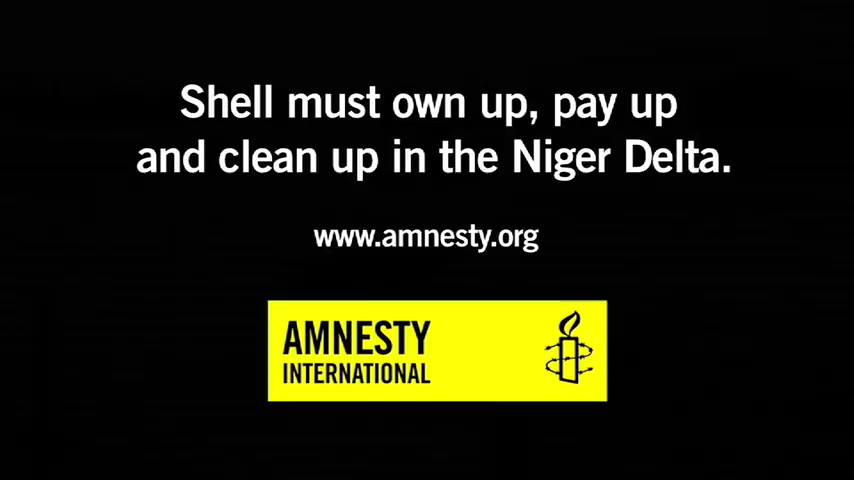 Shell must own up, pay up
and clean up in the Niger Delta.
www.amnesty.org
AMNESTY
INTERNATIONAL